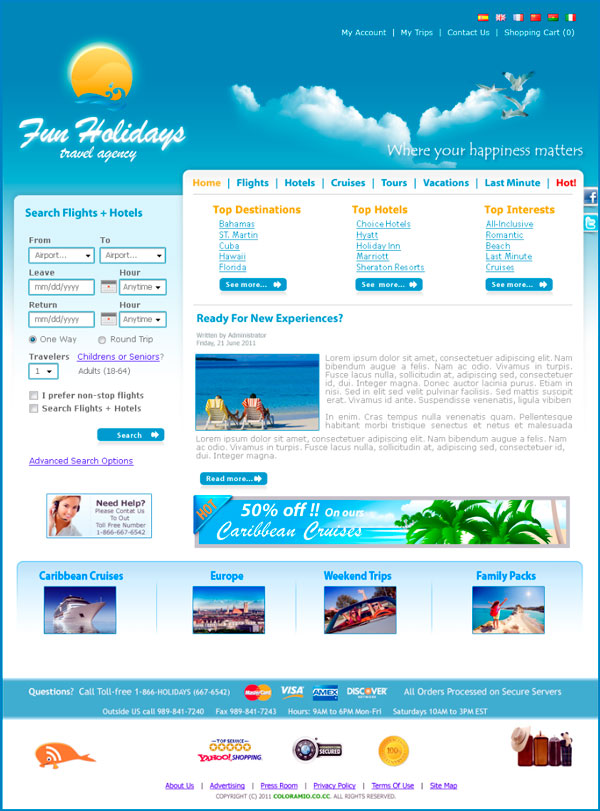 My Account | My Trips | Contact Us | Shopping Cart (0)
Fun Holidays
travel agency
Where your happiness matters
Home | Flights | Hotels | Cruises | Tours | Vacations | Last Minute | Hot!
Search Flights + Hotels
From To
Airport... Airport...
Leave Hour
mm/dd/yyyy Anytime
Return Hour
mm/dd/yyyy Anytime
One Way Round Trip
Travelers Childrens or Seniors?
1 Adults (18-64)
I prefer non-stop flights
Search Flights + Hotels
Search
Advanced Search Options
Need Help?
Please Contat Us
To Out
Toll Free Number
1-866-667-6542
Top Destinations
Bahamas
ST. Martin
Cuba
Hawaii
Florida
See more...
Top Hotels
Choice Hotels
Hyatt
Holiday Inn
Marriott
Sheraton Resorts
See more...
Top Interests
All-Inclusive
Romantic
Beach
Last Minute
Cruises
See more...
Ready For New Experiences?
Written by Administrator
Friday, 21 June 2011
Lorem ipsum dolor sit amet, consectetuer adipiscing elit. Nam
bibendum augue a felis. Nam ac odio. Vivamus in turpis.
Fusce lacus nulla, sollicitudin at, adipiscing sed, consectetuer
id, dui. Integer magna. Donec auctor lacinia purus. Etiam in
nisi. Sed in elit sed velit pulvinar facilisis. Sed mattis suscipit
erat. Vivamus id ante. Suspendisse venenatis, ligula vibiben
In enim. Cras tempus nulla venenatis quam. Pellentesque
habitant morbi tristique senectus et netus et malesuada
Lorem ipsum dolor sit amet, consectetuer adipiscing elit. Nam bibendum augue a felis. Nam
ac odio. Vivamus in turpis. Fusce lacus nulla, sollicitudin at, adipiscing sed, consectetuer id,
dui. Integer magna.
Read more...
HOT
50% off !! On ours
Caribbean Cruises
Caribbean Cruises
Europe
Weekend Trips
Family Packs
Questions? Call Toll-free 1-866-HOLIDAYS (667-6542) MasterCard VISA AMEX DISCOVER All Orders Processed on Secure Servers
Outside US call 989-841-7240 Fax 989-841-7243 Hours: 9AM to 6PM Mon-Fri Saturdays 10AM to 3PM EST
TOP SERVICE
YAHOO! SHOPPING
SECURED
100%
About Us | Advertising | Press Room | Privacy Policy | Terms Of Use | Site Map
COPYRIGHT (C) 2011 COLORAMIO.CO.CC. ALL RIGHTS RESERVED.